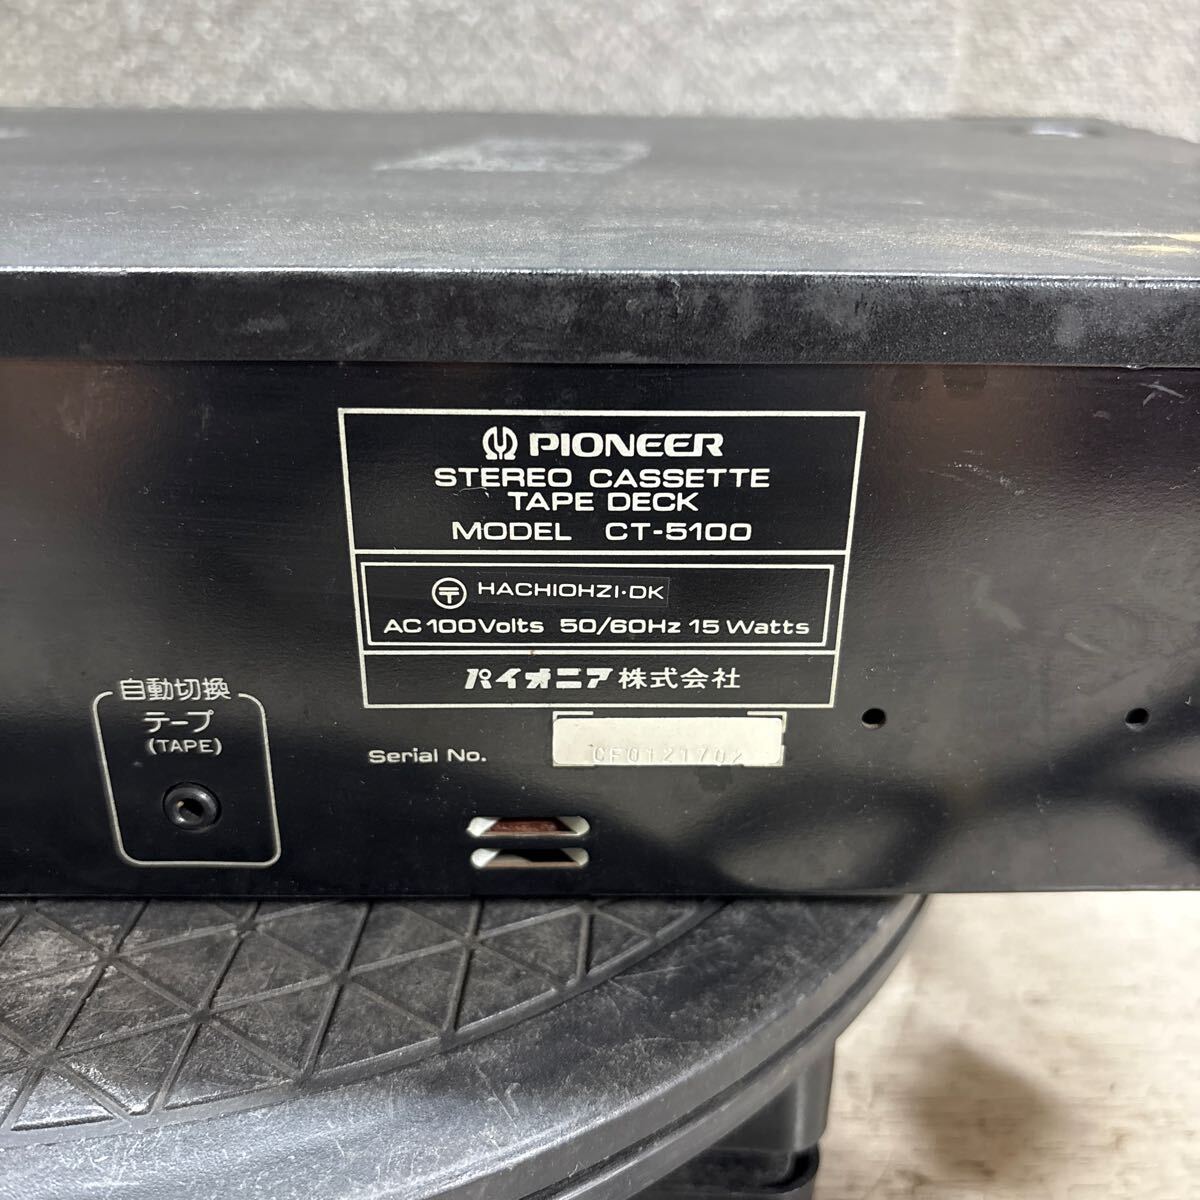 PIONEER
STEREO CASSETTE
TAPE DECK
MODEL CT-5100
〒 HACHIOHZI·DK
AC 100Volts 50/60Hz 15 Watts
パイオニア株式会社
自動切換
テープ
(TAPE)
Serial No. CF0121702